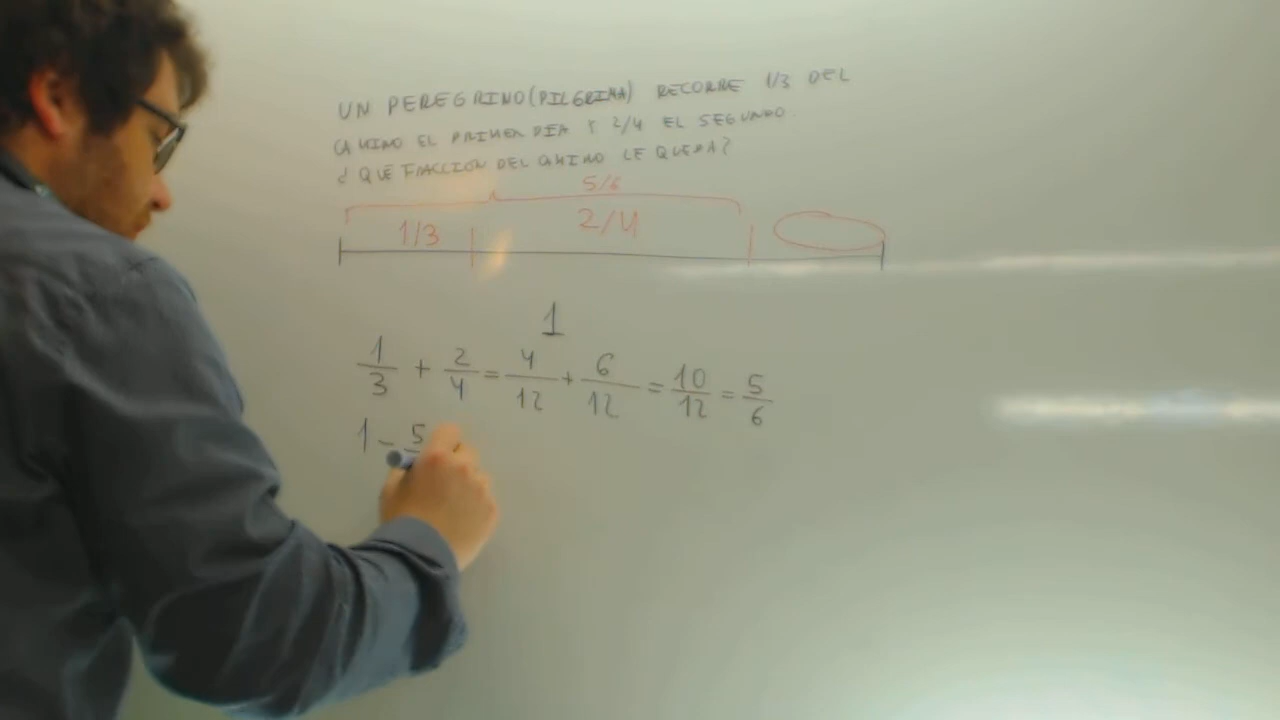 UN PEREGRINO (PILGRIMA) RECORRE 1/3 DEL
CAMINO EL PRIMER DIA Y 2/4 EL SEGUNDO.
¿QUE FRACCION DEL CAMINO LE QUEDA?
5/6
1/3 2/4
1
1/3 + 2/4 = 4/12 + 6/12 = 10/12 = 5/6
1 - 5